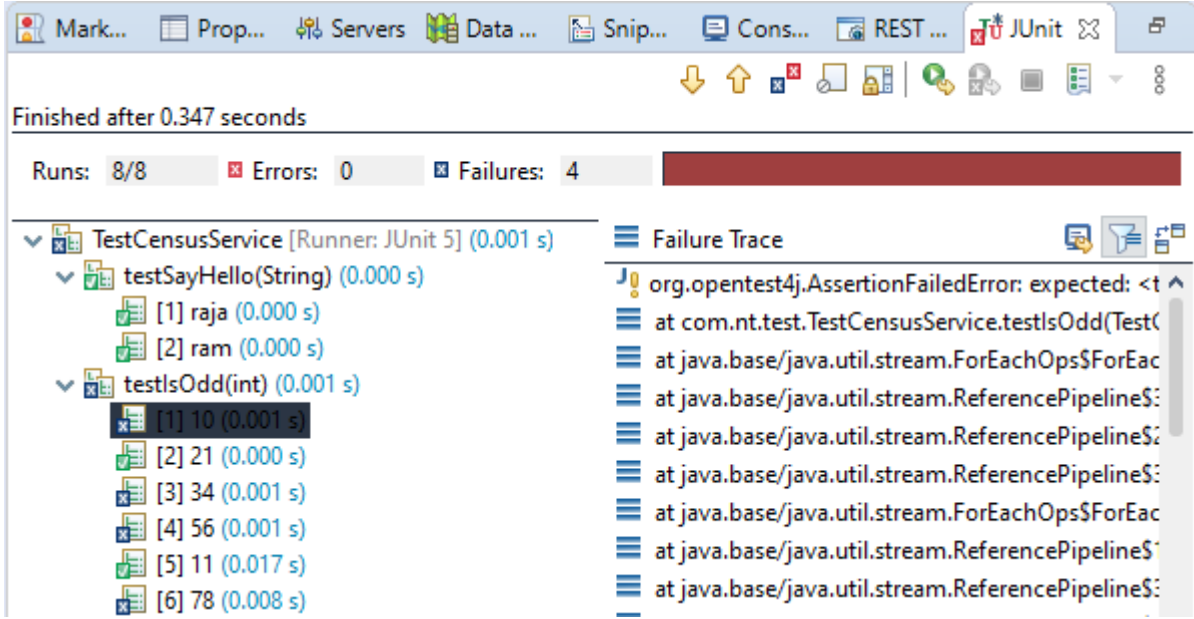 Mark... Prop... Servers Data ... Snip... Cons... REST ... JUnit
Finished after 0.347 seconds
Runs: 8/8 Errors: 0 Failures: 4
TestCensusService [Runner: JUnit 5] (0.001 s)
testSayHello(String) (0.000 s)
[1] raja (0.000 s)
[2] ram (0.000 s)
testIsOdd(int) (0.001 s)
[1] 10 (0.001 s)
[2] 21 (0.000 s)
[3] 34 (0.001 s)
[4] 56 (0.001 s)
[5] 11 (0.017 s)
[6] 78 (0.008 s)
Failure Trace
org.opentest4j.AssertionFailedError: expected: <t
at com.nt.test.TestCensusService.testIsOdd(Test
at java.base/java.util.stream.ForEachOps$ForEac
at java.base/java.util.stream.ReferencePipeline$3
at java.base/java.util.stream.ReferencePipeline$2
at java.base/java.util.stream.ReferencePipeline$3
at java.base/java.util.stream.ForEachOps$ForEac
at java.base/java.util.stream.ReferencePipeline$1
at java.base/java.util.stream.ReferencePipeline$3